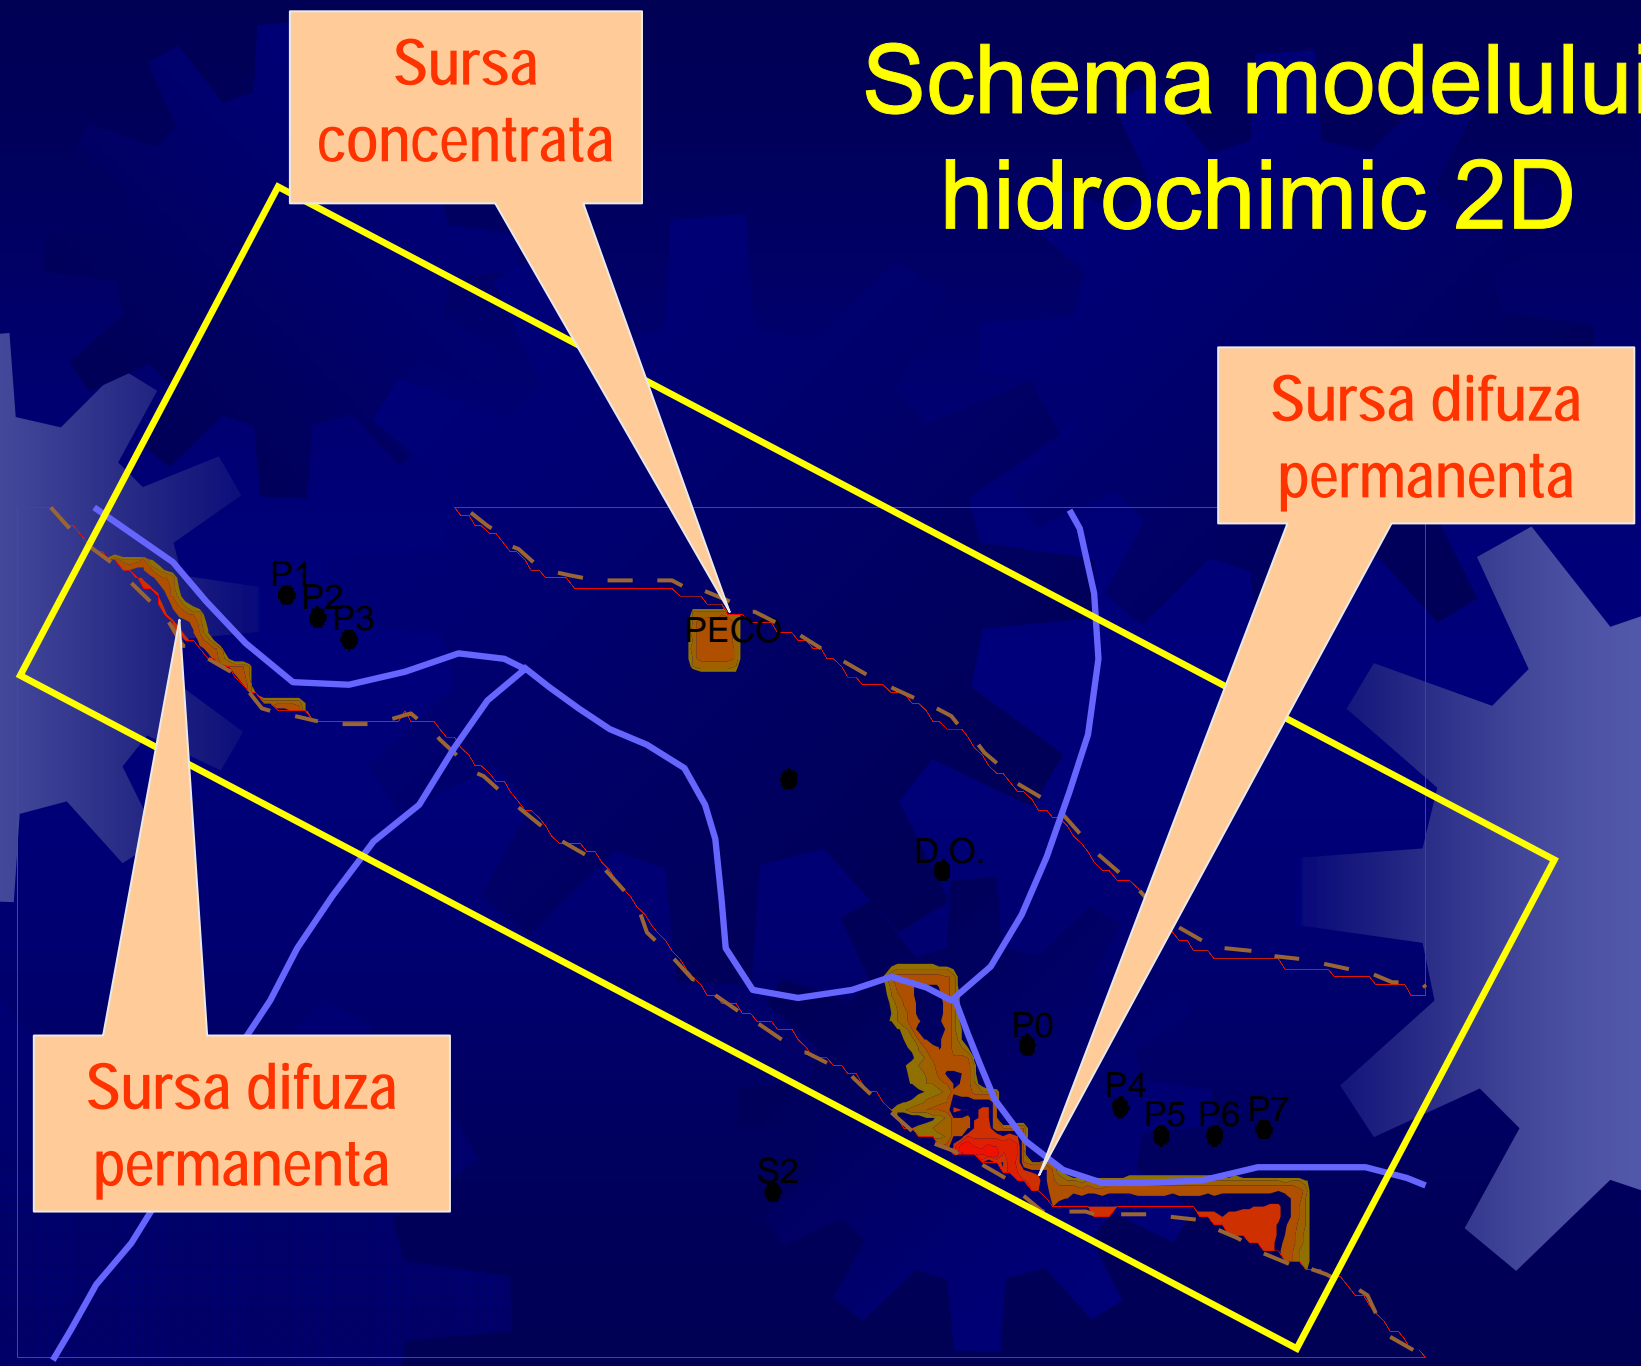 Sursa
concentrata
Schema modelului
hidrochimic 2D
Sursa difuza
permanenta
P1
P2
P3
PECO
D.O.
P0
P4
P5
P6
P7
S2
Sursa difuza
permanenta